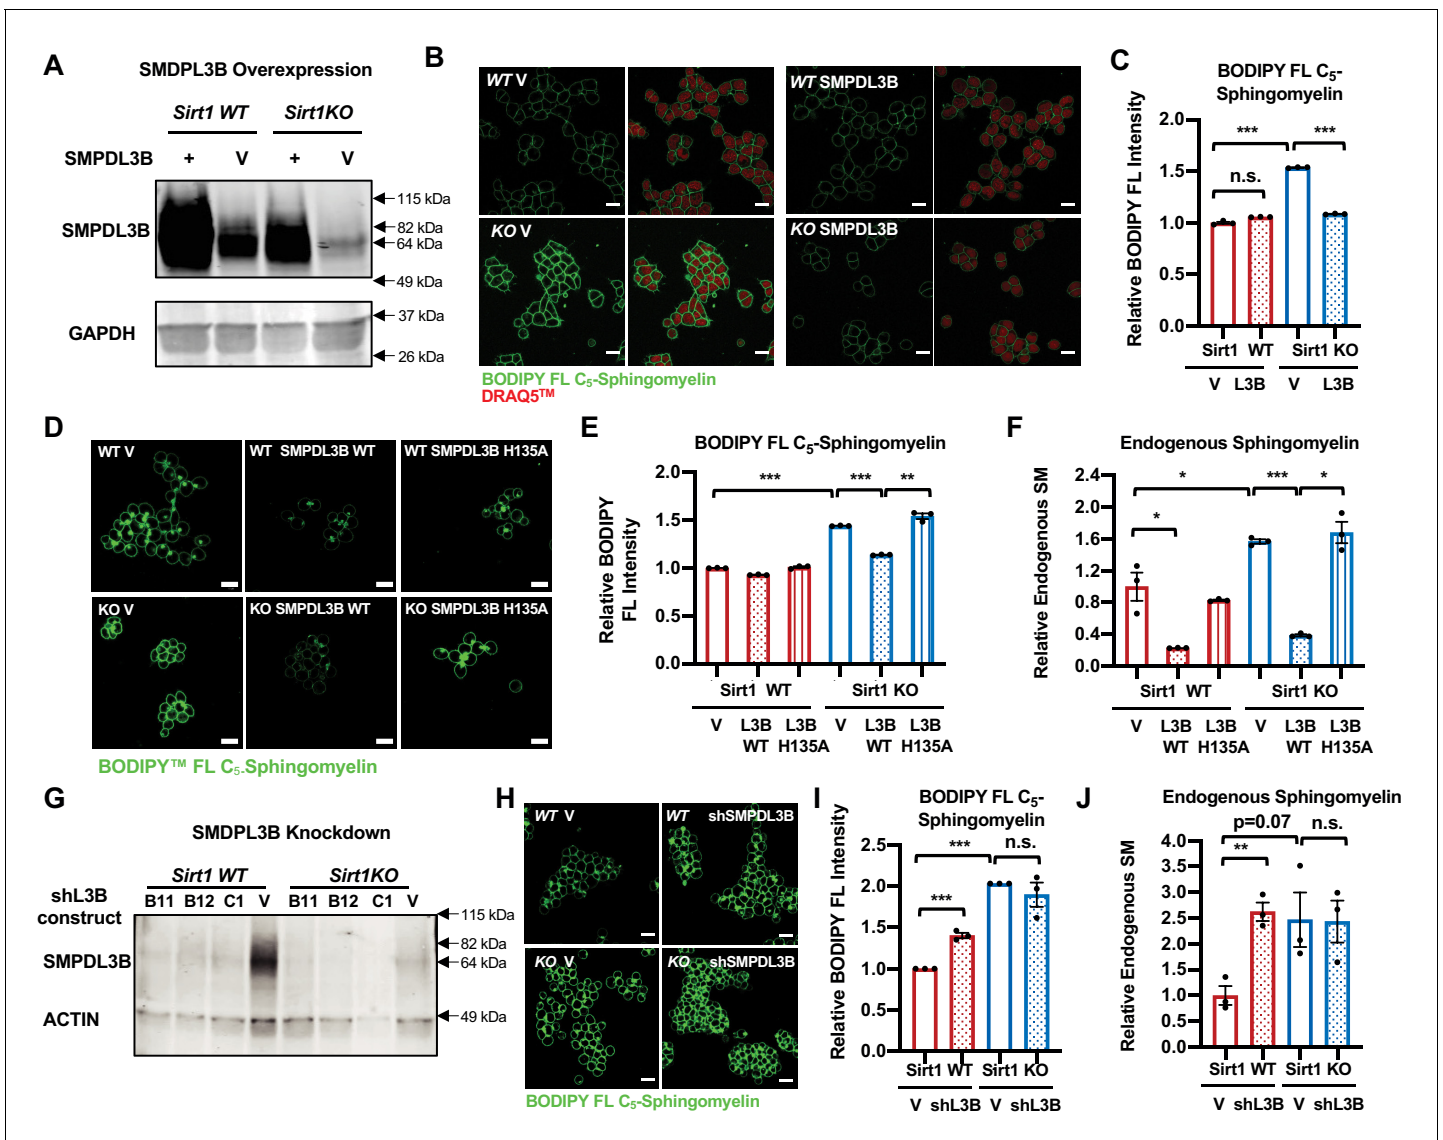 A
SMDPL3B Overexpression
Sirt1 WT Sirt1KO
SMPDL3B + V + V
SMPDL3B
115 kDa
82 kDa
64 kDa
49 kDa
GAPDH
37 kDa
26 kDa
B
WT V
WT SMPDL3B
KO V
KO SMPDL3B
BODIPY FL C5-Sphingomyelin
DRAQ5™
C
BODIPY FL C5-
Sphingomyelin
Relative BODIPY FL Intensity
2.0
1.5
1.0
0.5
0.0
*** ***
n.s.
Sirt1 WT Sirt1 KO
V L3B V L3B
D
WT V
WT SMPDL3B WT
WT SMPDL3B H135A
KO V
KO SMPDL3B WT
KO SMPDL3B H135A
BODIPY™ FL C5-Sphingomyelin
E
BODIPY FL C5-Sphingomyelin
Relative BODIPY
FL Intensity
2.0
1.5
1.0
0.5
0.0
*** *** **
Sirt1 WT Sirt1 KO
V L3B L3B V L3B L3B
WT H135A WT H135A
F
Endogenous Sphingomyelin
Relative Endogenous SM
2.4
2.0
1.6
1.2
0.8
0.4
0.0
* *** *
*
Sirt1 WT Sirt1 KO
V L3B L3B V L3B L3B
WT H135A WT H135A
G
SMDPL3B Knockdown
Sirt1 WT Sirt1KO
shL3B
construct
B11 B12 C1 V B11 B12 C1 V
SMPDL3B
ACTIN
115 kDa
82 kDa
64 kDa
49 kDa
H
WT V
WT shSMPDL3B
KO V
KO shSMPDL3B
BODIPY FL C5-Sphingomyelin
I
BODIPY FL C5-
Sphingomyelin
Relative BODIPY FL Intensity
2.5
2.0
1.5
1.0
0.5
0.0
*** n.s.
***
Sirt1 WT Sirt1 KO
V shL3B V shL3B
J
Endogenous Sphingomyelin
Relative Endogenous SM
4.0
3.5
3.0
2.5
2.0
1.5
1.0
0.5
0.0
p=0.07 n.s.
**
Sirt1 WT Sirt1 KO
V shL3B V shL3B